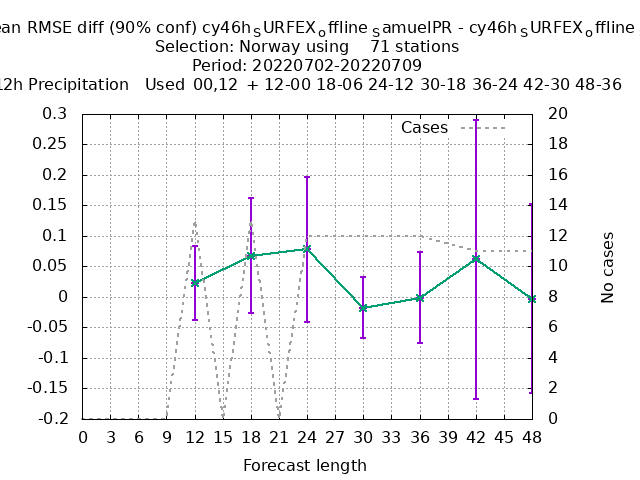 ean RMSE diff (90% conf) cy46h_SURFEX_offline_SamuelPR - cy46h_SURFEX_offline
Selection: Norway using 71 stations
Period: 20220702-20220709
12h Precipitation Used 00,12 + 12-00 18-06 24-12 30-18 36-24 42-30 48-36
Cases
0.3
0.25
0.2
0.15
0.1
0.05
0
-0.05
-0.1
-0.15
-0.2
20
18
16
14
12
10
8
6
4
2
0
No cases
0 3 6 9 12 15 18 21 24 27 30 33 36 39 42 45 48
Forecast length